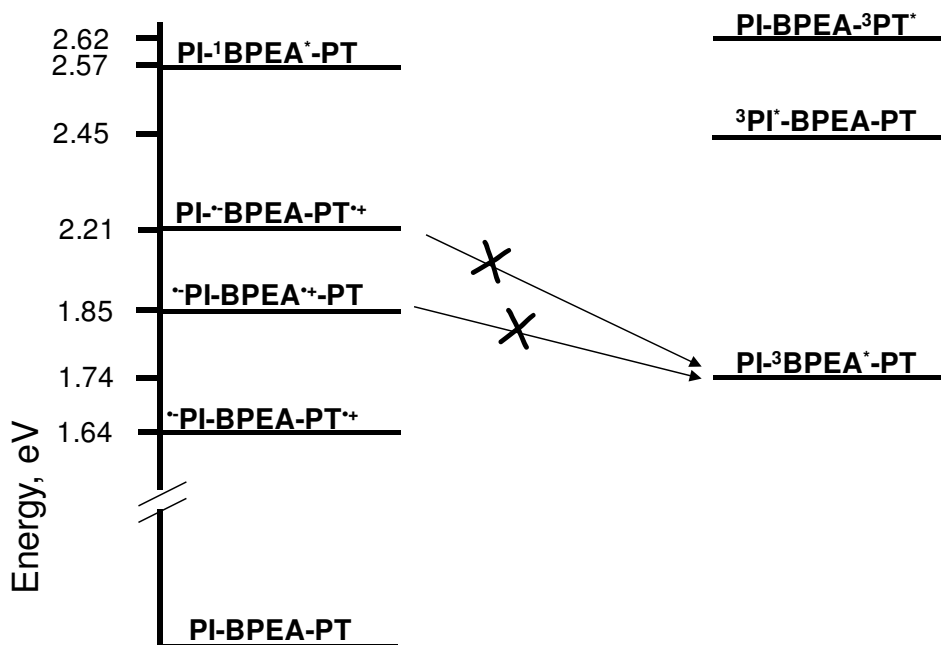 2.62
PI-BPEA-³PT*
PI-¹BPEA*-PT
2.57
2.45
³PI*-BPEA-PT
PI-•-BPEA-PT•+
2.21
•-PI-BPEA•+-PT
1.85
1.74
PI-³BPEA*-PT
•-PI-BPEA-PT•+
1.64
Energy, eV
PI-BPEA-PT